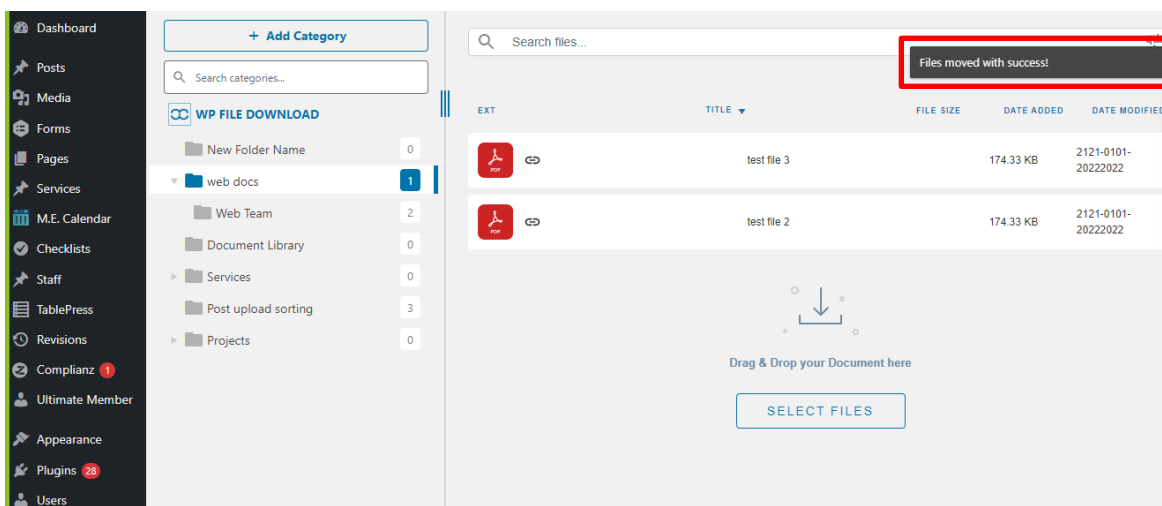 Dashboard
Posts
Media
Forms
Pages
Services
M.E. Calendar
Checklists
Staff
TablePress
Revisions
Complianz 1
Ultimate Member
Appearance
Plugins 28
Users
+ Add Category
Search categories...
WP FILE DOWNLOAD
New Folder Name 0
web docs 1
Web Team 2
Document Library 0
Services 0
Post upload sorting 3
Projects 0
Search files...
Files moved with success!
EXT TITLE FILE SIZE DATE ADDED DATE MODIFIED
PDF test file 3 174.33 KB 2121-0101-
20222022
PDF test file 2 174.33 KB 2121-0101-
20222022
Drag & Drop your Document here
SELECT FILES